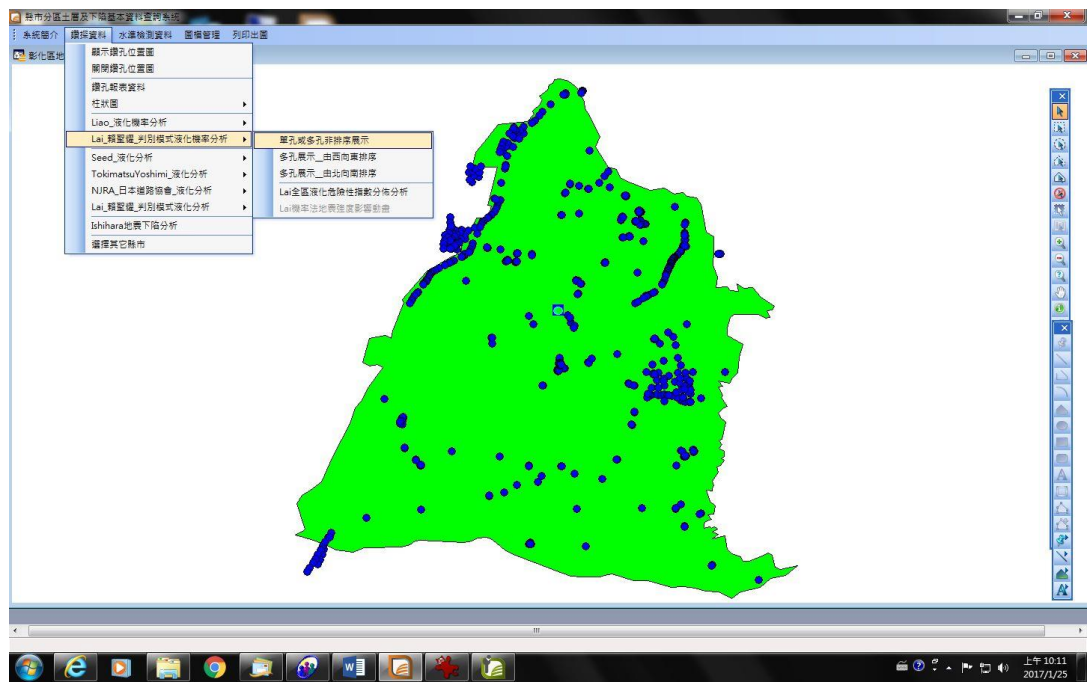 縣市分區土層及下陷基本資料查詢系統
系統簡介 鑽探資料 水準檢測資料 圖檔管理 列印出圖
彰化區地
顯示鑽孔位置圖
關閉鑽孔位置圖
鑽孔報表資料
柱狀圖
Liao_液化機率分析
Lai_賴聖耀_判別模式液化機率分析
Seed_液化分析
TokimatsuYoshimi_液化分析
NJRA_日本道路協會_液化分析
Lai_賴聖耀_判別模式液化分析
Ishihara地表下陷分析
選擇其它縣市
單孔或多孔非排序展示
多孔展示__由西向東排序
多孔展示__由北向南排序
Lai全區液化危險性指數分佈分析
Lai機率法地表強度影響動畫
上午 10:11
2017/1/25